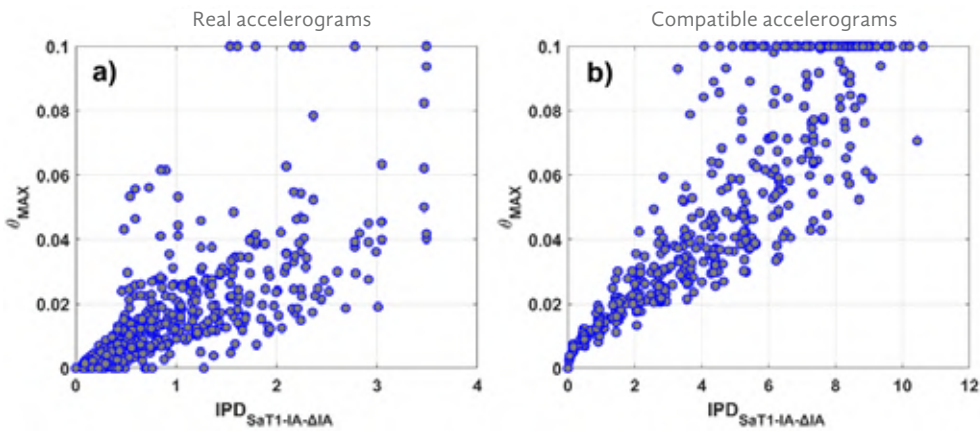 Real accelerograms
Compatible accelerograms
a)
0.1
0.08
0.06
0.04
0.02
0
θMAX
0 1 2 3 4
IPDSaT1-IA-ΔIA
b)
0.1
0.08
0.06
0.04
0.02
0
θMAX
0 2 4 6 8 10 12
IPDSaT1-IA-ΔIA